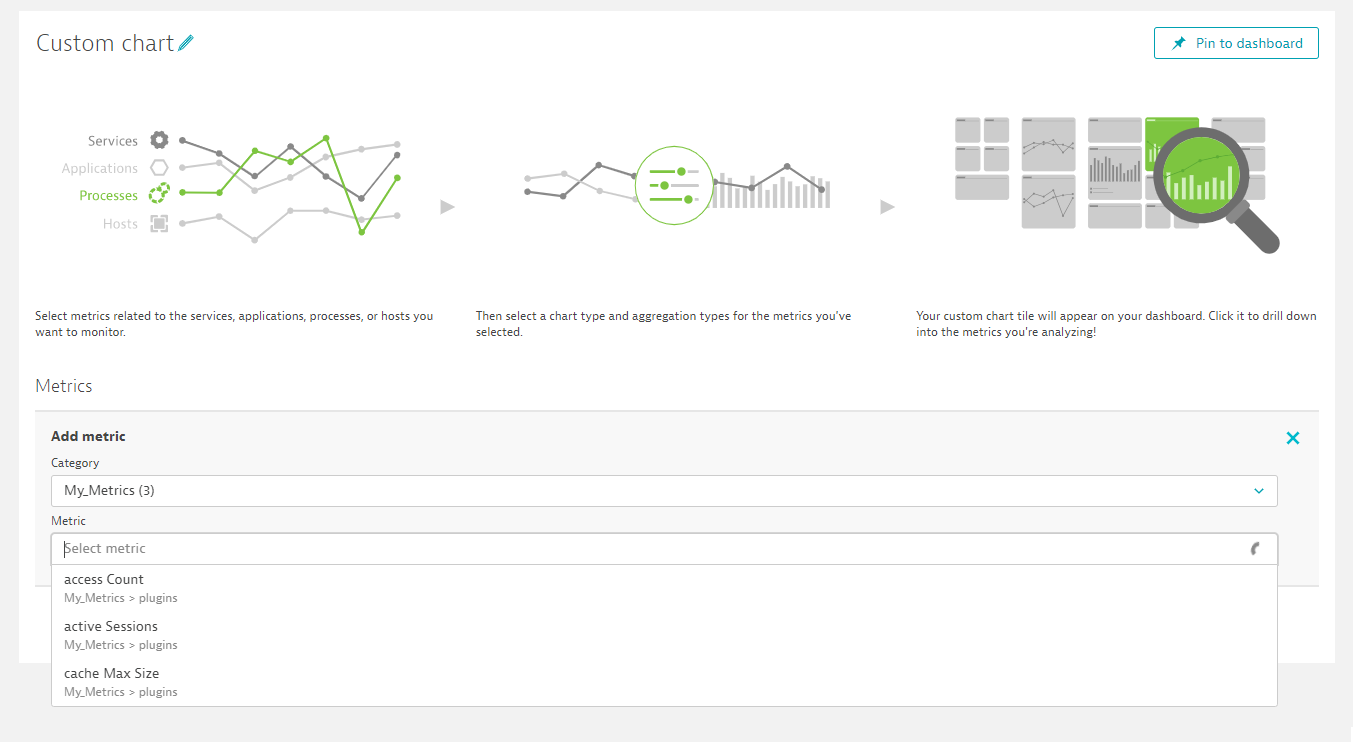 Custom chart
Pin to dashboard
Services
Applications
Processes
Hosts
Select metrics related to the services, applications, processes, or hosts you
want to monitor.
Then select a chart type and aggregation types for the metrics you've
selected.
Your custom chart tile will appear on your dashboard. Click it to drill down
into the metrics you're analyzing!
Metrics
Add metric
Category
My_Metrics (3)
Metric
Select metric
access Count
My_Metrics > plugins
active Sessions
My_Metrics > plugins
cache Max Size
My_Metrics > plugins